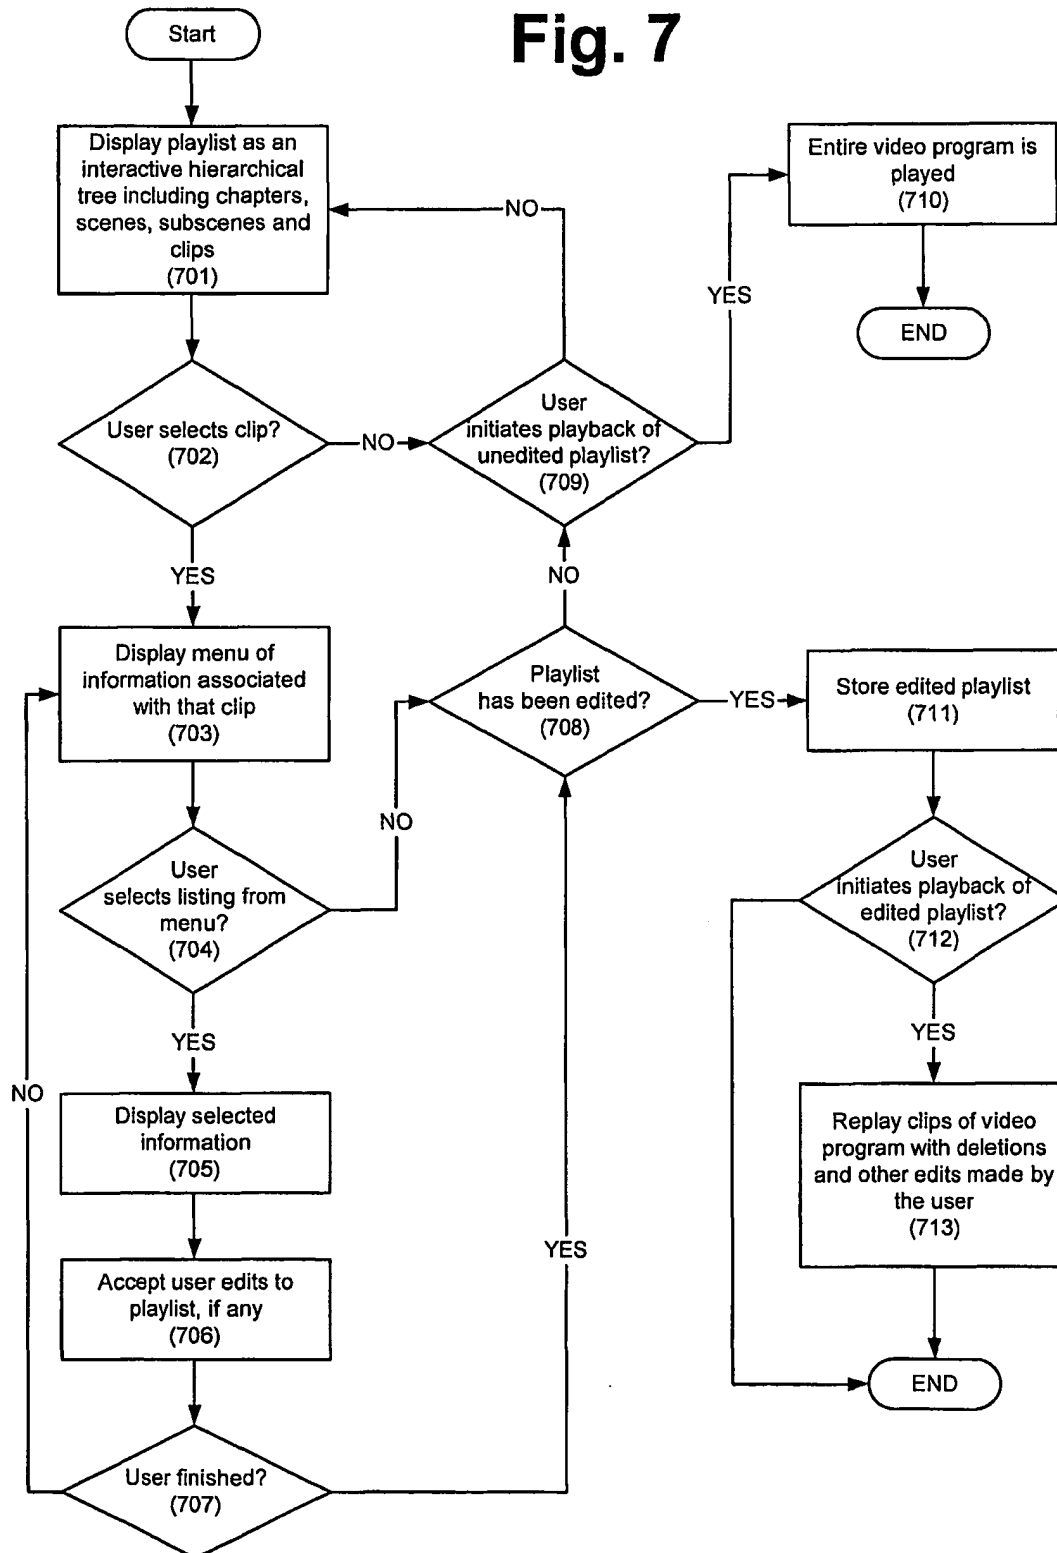 Fig. 7
Start
Display playlist as an
interactive hierarchical
tree including chapters,
scenes, subscenes and
clips
(701)
NO
Entire video program is
played
(710)
YES
END
User selects clip?
(702)
NO
User
initiates playback of
unedited playlist?
(709)
YES
NO
Display menu of
information associated
with that clip
(703)
Playlist
has been edited?
(708)
YES
Store edited playlist
(711)
NO
User
selects listing from
menu?
(704)
User
initiates playback of
edited playlist?
(712)
YES
YES
NO
Display selected
information
(705)
Replay clips of video
program with deletions
and other edits made by
the user
(713)
YES
Accept user edits to
playlist, if any
(706)
END
User finished?
(707)